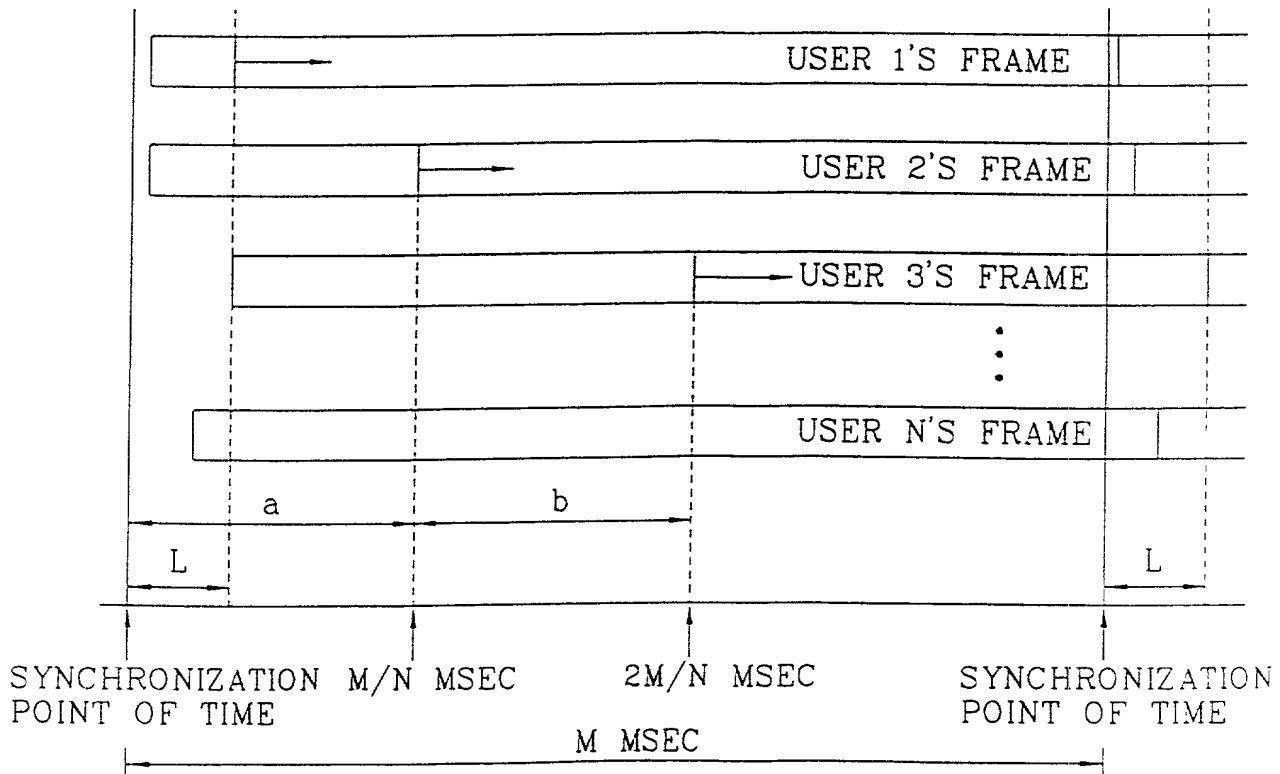 USER 1'S FRAME
USER 2'S FRAME
USER 3'S FRAME
USER N'S FRAME
a
b
L
L
SYNCHRONIZATION
POINT OF TIME
M/N MSEC
2M/N MSEC
SYNCHRONIZATION
POINT OF TIME
M MSEC